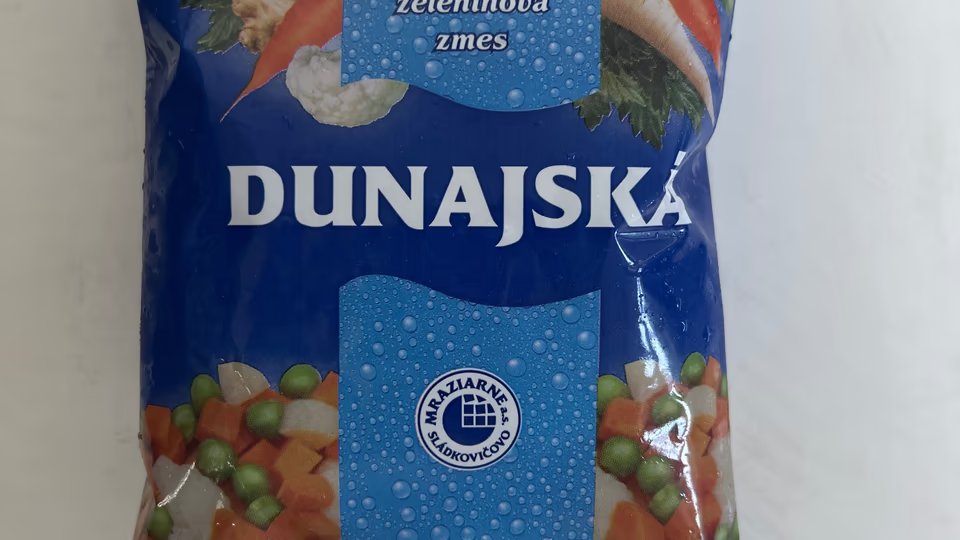 zeleninová
zmes
DUNAJSKÁ
MRAZIARNE a.s.
SLÁDKOVIČOVO